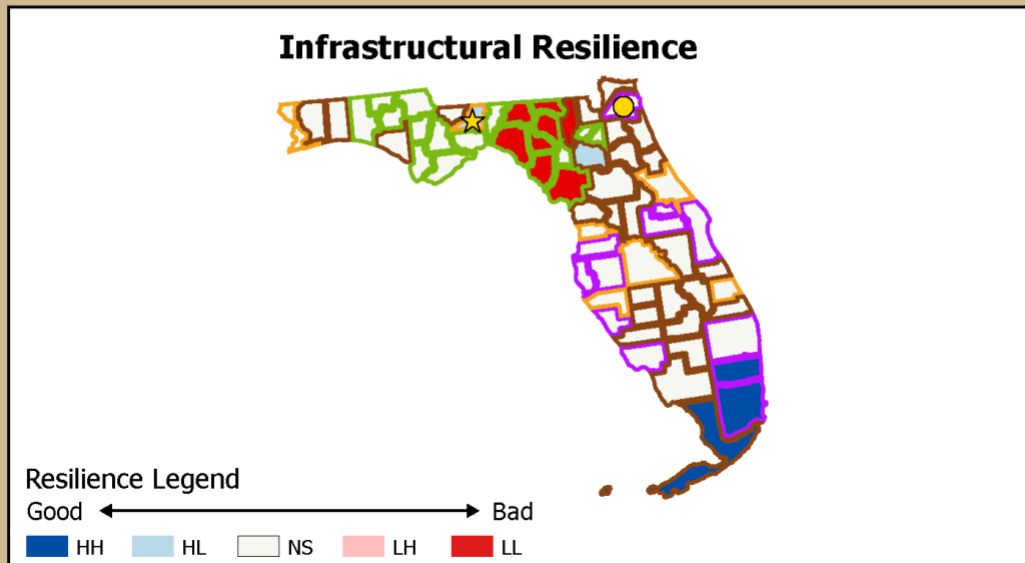 Infrastructural Resilience
Resilience Legend
Good Bad
HH HL NS LH LL